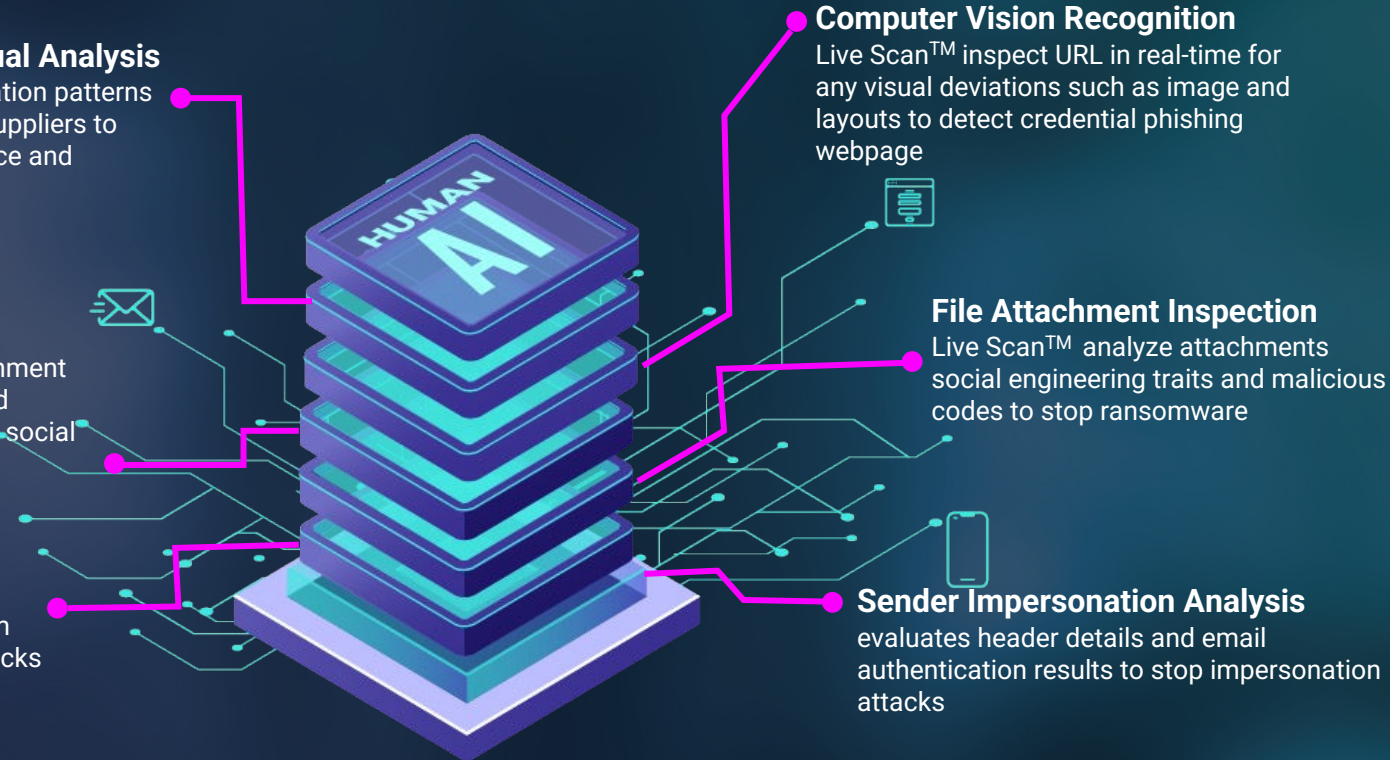 ual Analysis
ation patterns
uppliers to
ce and
nment
d
social
n
cks
HUMAN
AI
Computer Vision Recognition
Live Scan™ inspect URL in real-time for
any visual deviations such as image and
layouts to detect credential phishing
webpage
File Attachment Inspection
Live Scan™ analyze attachments
social engineering traits and malicious
codes to stop ransomware
Sender Impersonation Analysis
evaluates header details and email
authentication results to stop impersonation
attacks